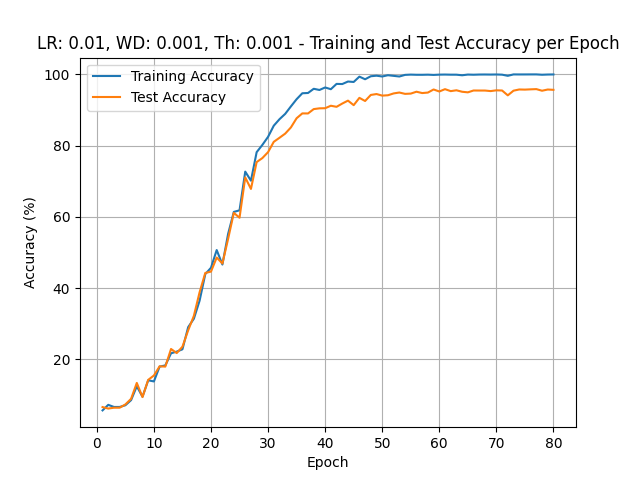 LR: 0.01, WD: 0.001, Th: 0.001 - Training and Test Accuracy per Epoch
Training Accuracy
Test Accuracy
Accuracy (%)
100
80
60
40
20
0 10 20 30 40 50 60 70 80
Epoch